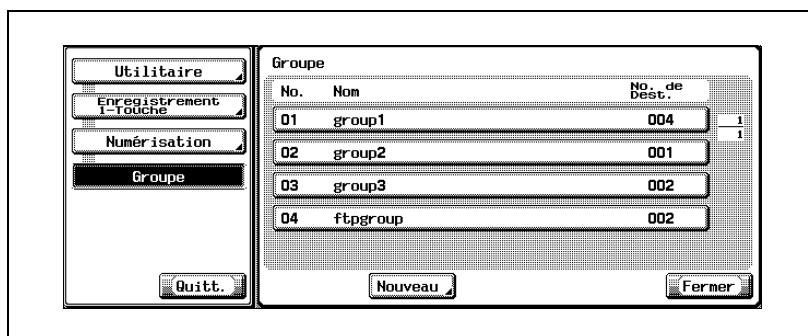 Utilitaire
Enregistrement
1-Touche
Numérisation
Groupe
Quitt.
Groupe
No. Nom No. de Dest.
01 group1 004
02 group2 001
03 group3 002
04 ftpgroup 002
1
1
Nouveau
Fermer